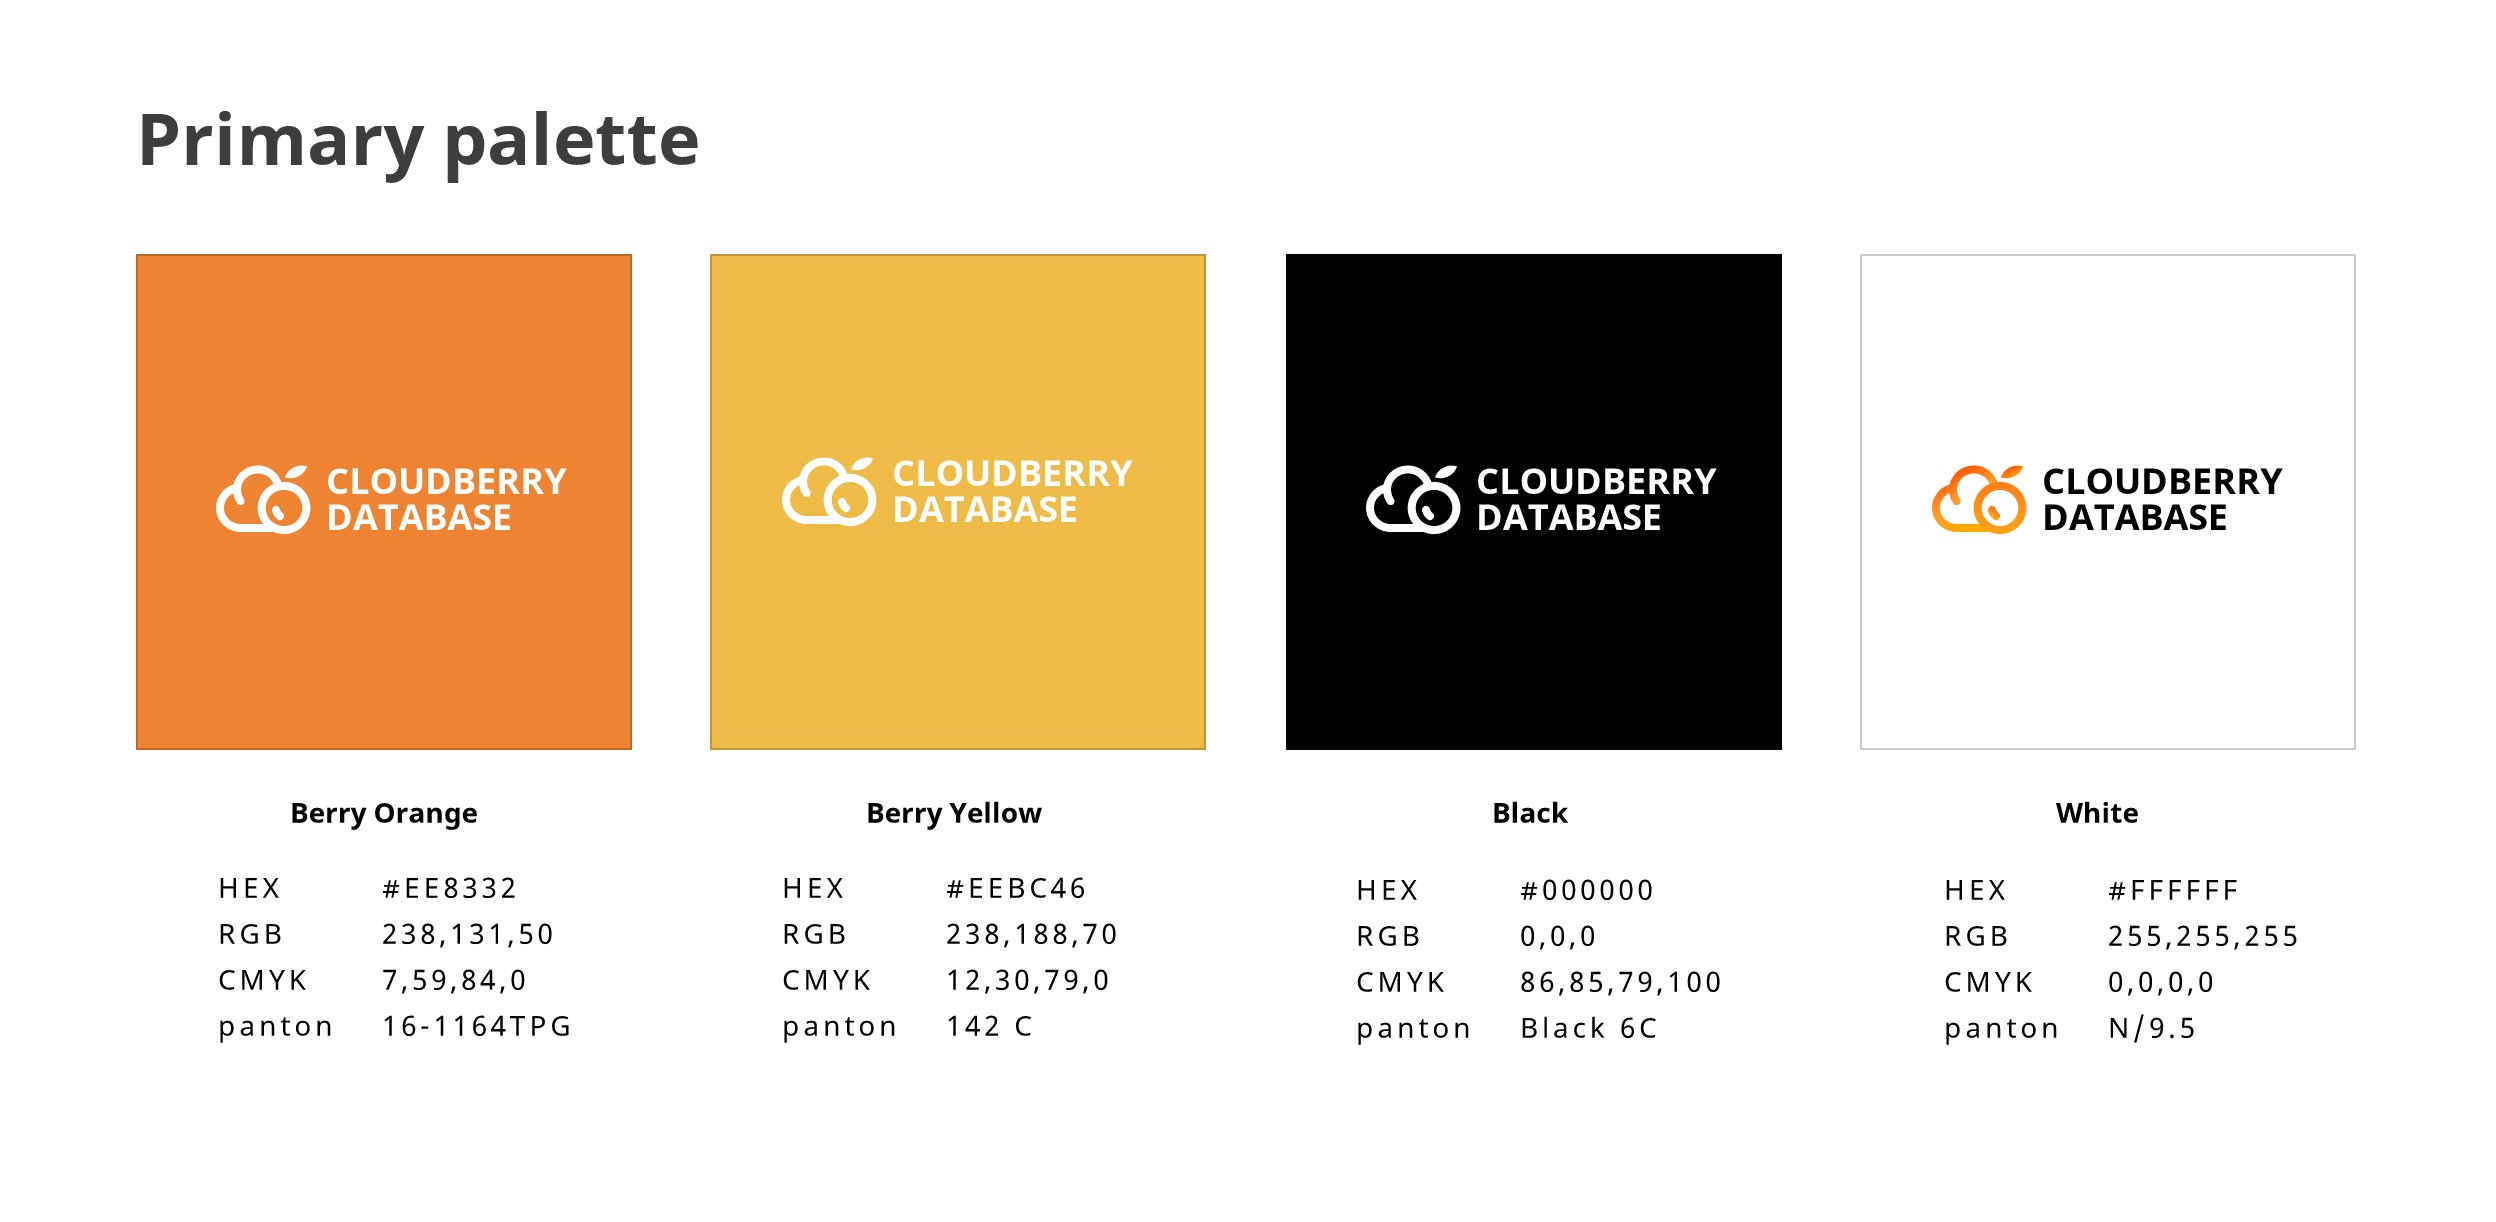 Primary palette
CLOUDBERRY
DATABASE
CLOUDBERRY
DATABASE
CLOUDBERRY
DATABASE
CLOUDBERRY
DATABASE
Berry Orange
HEX #EE8332
RGB 238,131,50
CMYK 7,59,84,0
panton 16-1164TPG
Berry Yellow
HEX #EEBC46
RGB 238,188,70
CMYK 12,30,79,0
panton 142 C
Black
HEX #000000
RGB 0,0,0
CMYK 86,85,79,100
panton Black 6C
White
HEX #FFFFFF
RGB 255,255,255
CMYK 0,0,0,0
panton N/9.5